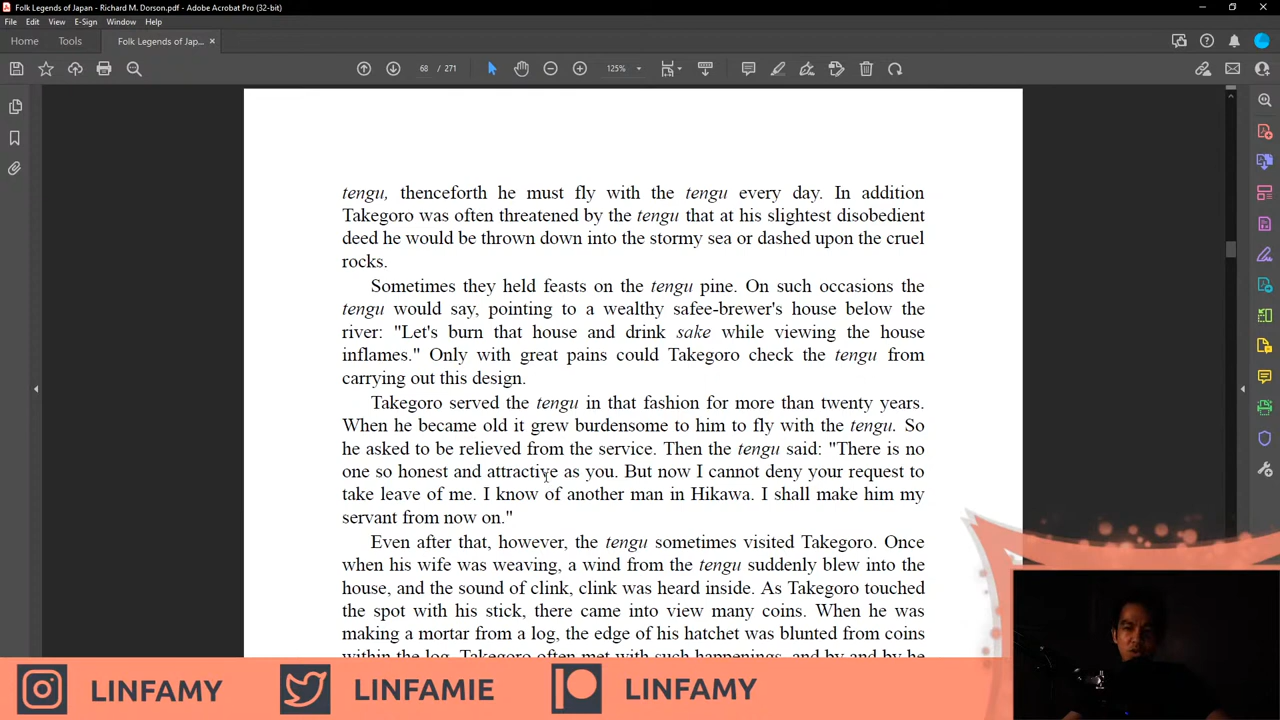 Folk Legends of Japan - Richard M. Dorson.pdf - Adobe Acrobat Pro (32-bit)
File Edit View E-Sign Window Help
Home Tools Folk Legends of Jap... ×
68 / 271 125%
tengu, thenceforth he must fly with the tengu every day. In addition
Takegoro was often threatened by the tengu that at his slightest disobedient
deed he would be thrown down into the stormy sea or dashed upon the cruel
rocks.
Sometimes they held feasts on the tengu pine. On such occasions the
tengu would say, pointing to a wealthy safee-brewer's house below the
river: "Let's burn that house and drink sake while viewing the house
inflames." Only with great pains could Takegoro check the tengu from
carrying out this design.
Takegoro served the tengu in that fashion for more than twenty years.
When he became old it grew burdensome to him to fly with the tengu. So
he asked to be relieved from the service. Then the tengu said: "There is no
one so honest and attractive as you. But now I cannot deny your request to
take leave of me. I know of another man in Hikawa. I shall make him my
servant from now on."
Even after that, however, the tengu sometimes visited Takegoro. Once
when his wife was weaving, a wind from the tengu suddenly blew into the
house, and the sound of clink, clink was heard inside. As Takegoro touched
the spot with his stick, there came into view many coins. When he was
making a mortar from a log, the edge of his hatchet was blunted from coins
within the log. Takegoro often met with such happenings, and by and by he
LINFAMY LINFAMIE LINFAMY